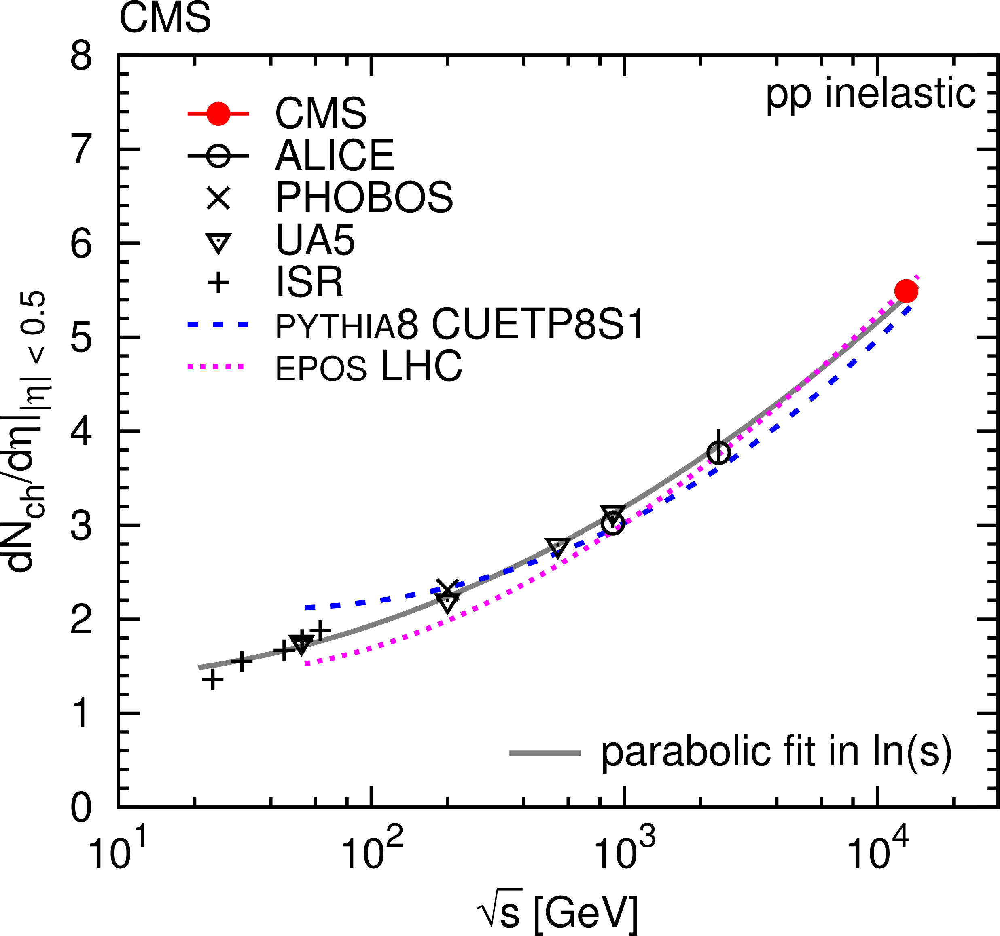 CMS
8
7
6
5
4
3
2
1
0
dN_ch/dη|_|η| < 0.5
pp inelastic
CMS
ALICE
PHOBOS
UA5
ISR
PYTHIA8 CUETP8S1
EPOS LHC
parabolic fit in ln(s)
10^1 10^2 10^3 10^4
√s [GeV]